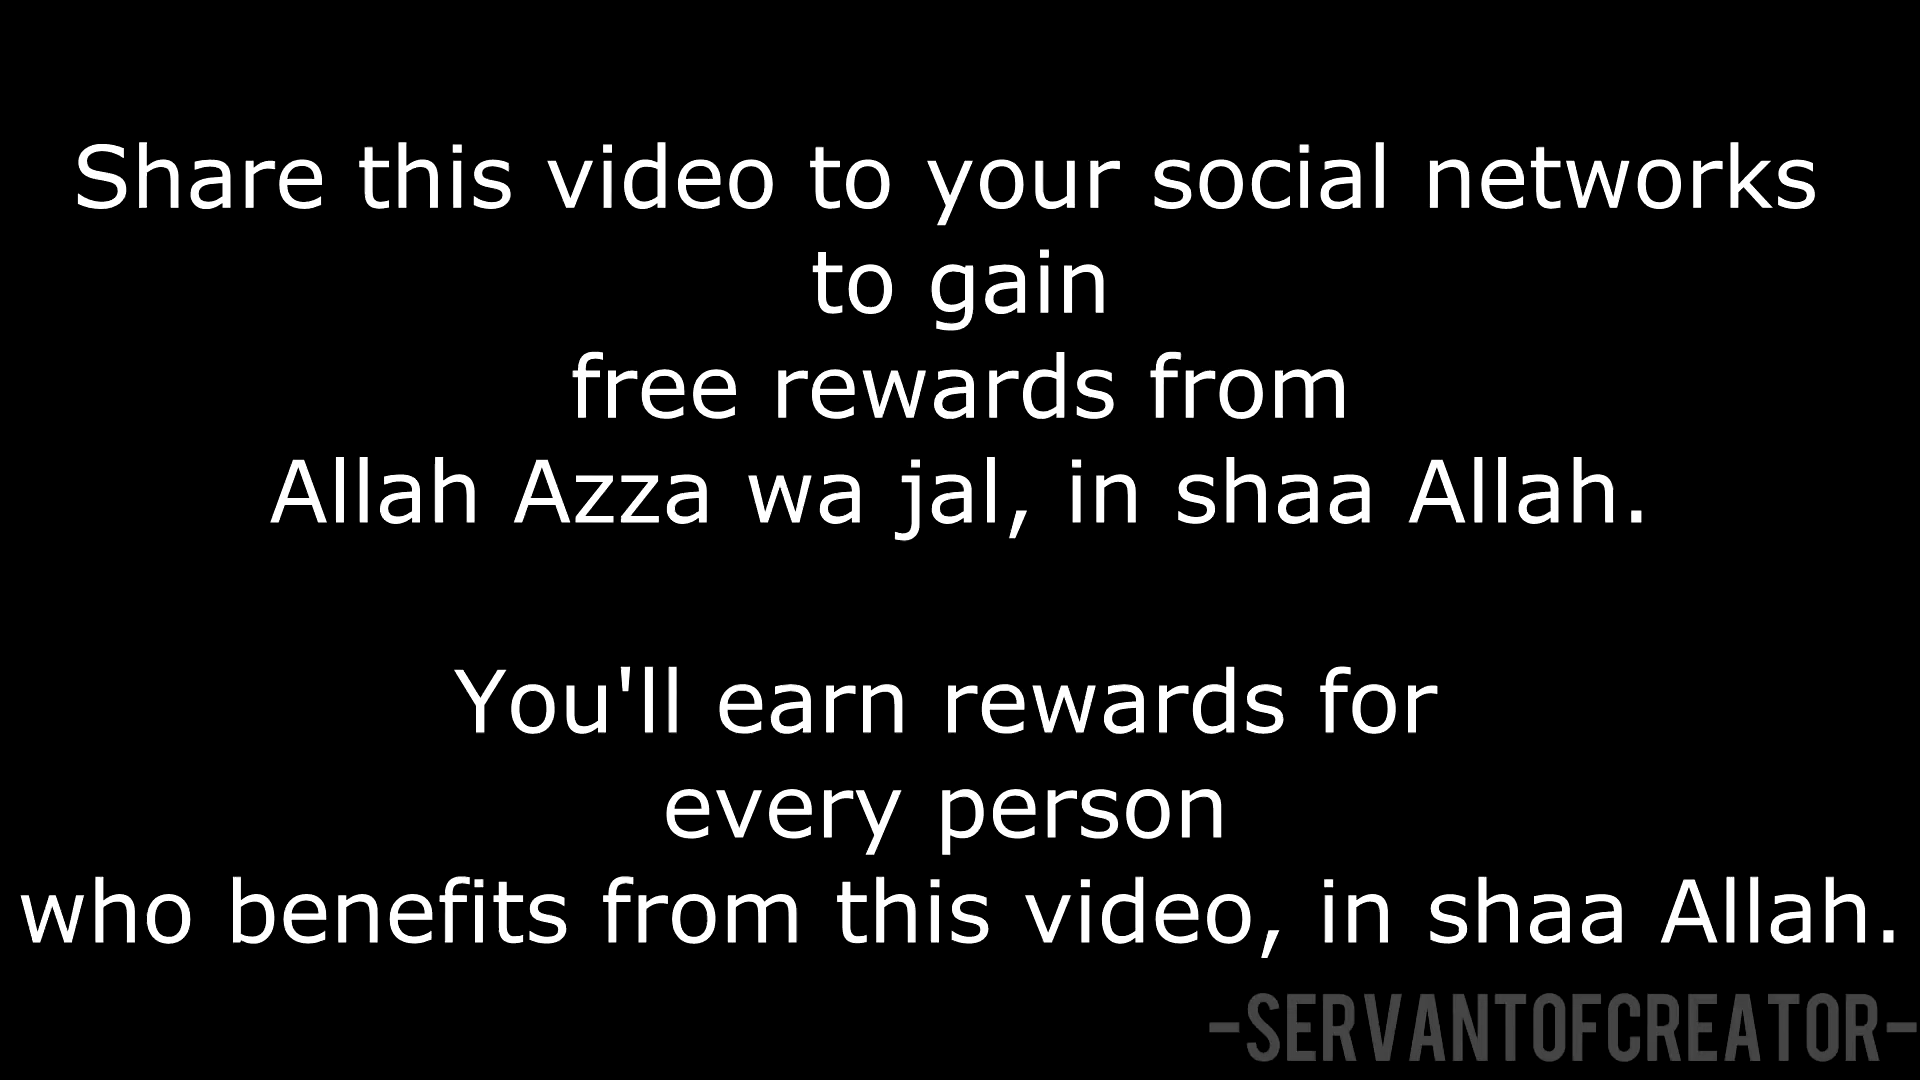 Share this video to your social networks
to gain
free rewards from
Allah Azza wa jal, in shaa Allah.
You'll earn rewards for
every person
who benefits from this video, in shaa Allah.
-SERVANTOFCREATOR-